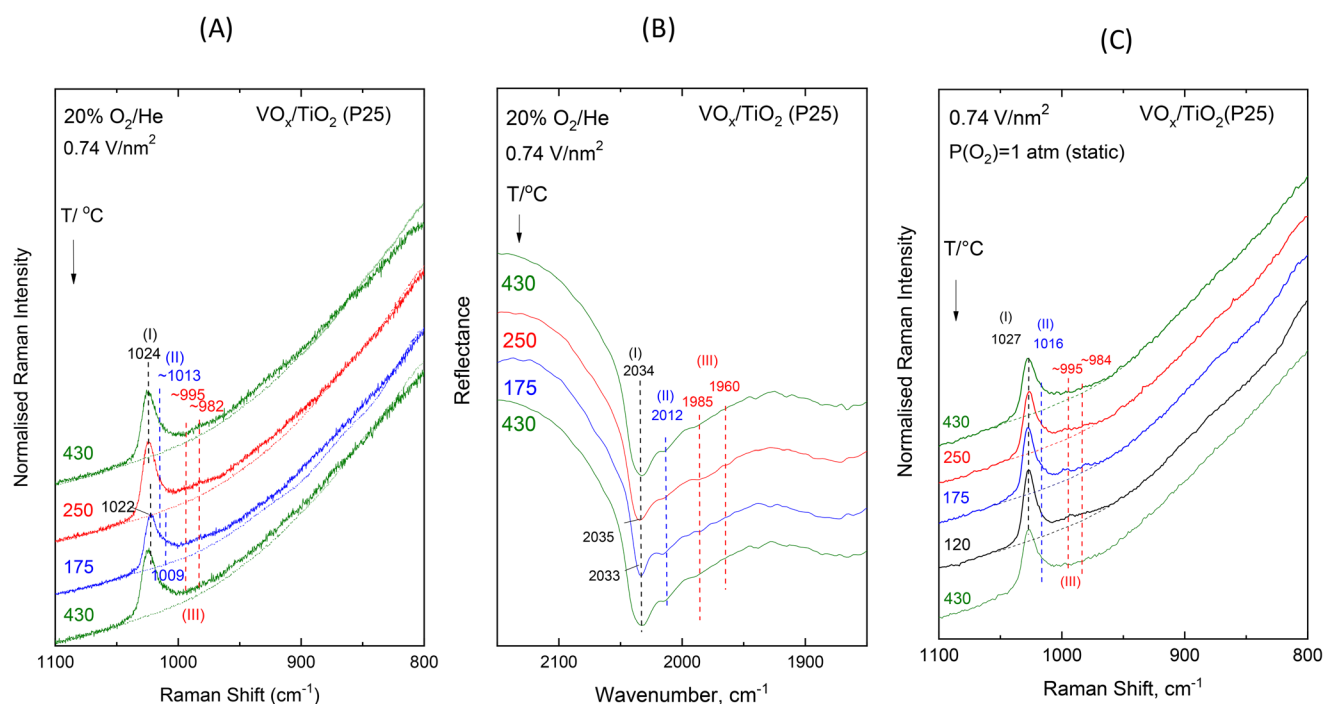 (A)
20% O₂/He
VOₓ/TiO₂ (P25)
0.74 V/nm²
T/ °C
(I)
1024
(II)
~1013
~995
~982
430
250
1022
175
1009
430
(III)
Normalised Raman Intensity
1100
1000
900
800
Raman Shift (cm⁻¹)
(B)
20% O₂/He
VOₓ/TiO₂ (P25)
0.74 V/nm²
T/ °C
430
250
175
430
(I)
2034
(II)
2012
(III)
1985
1960
2035
2033
Reflectance
2100
2000
1900
Wavenumber, cm⁻¹
(C)
0.74 V/nm²
VOₓ/TiO₂(P25)
P(O₂)=1 atm (static)
T/°C
(I)
1027
(II)
1016
~995
~984
430
250
175
120
430
(III)
Normalised Raman Intensity
1100
1000
900
800
Raman Shift, cm⁻¹